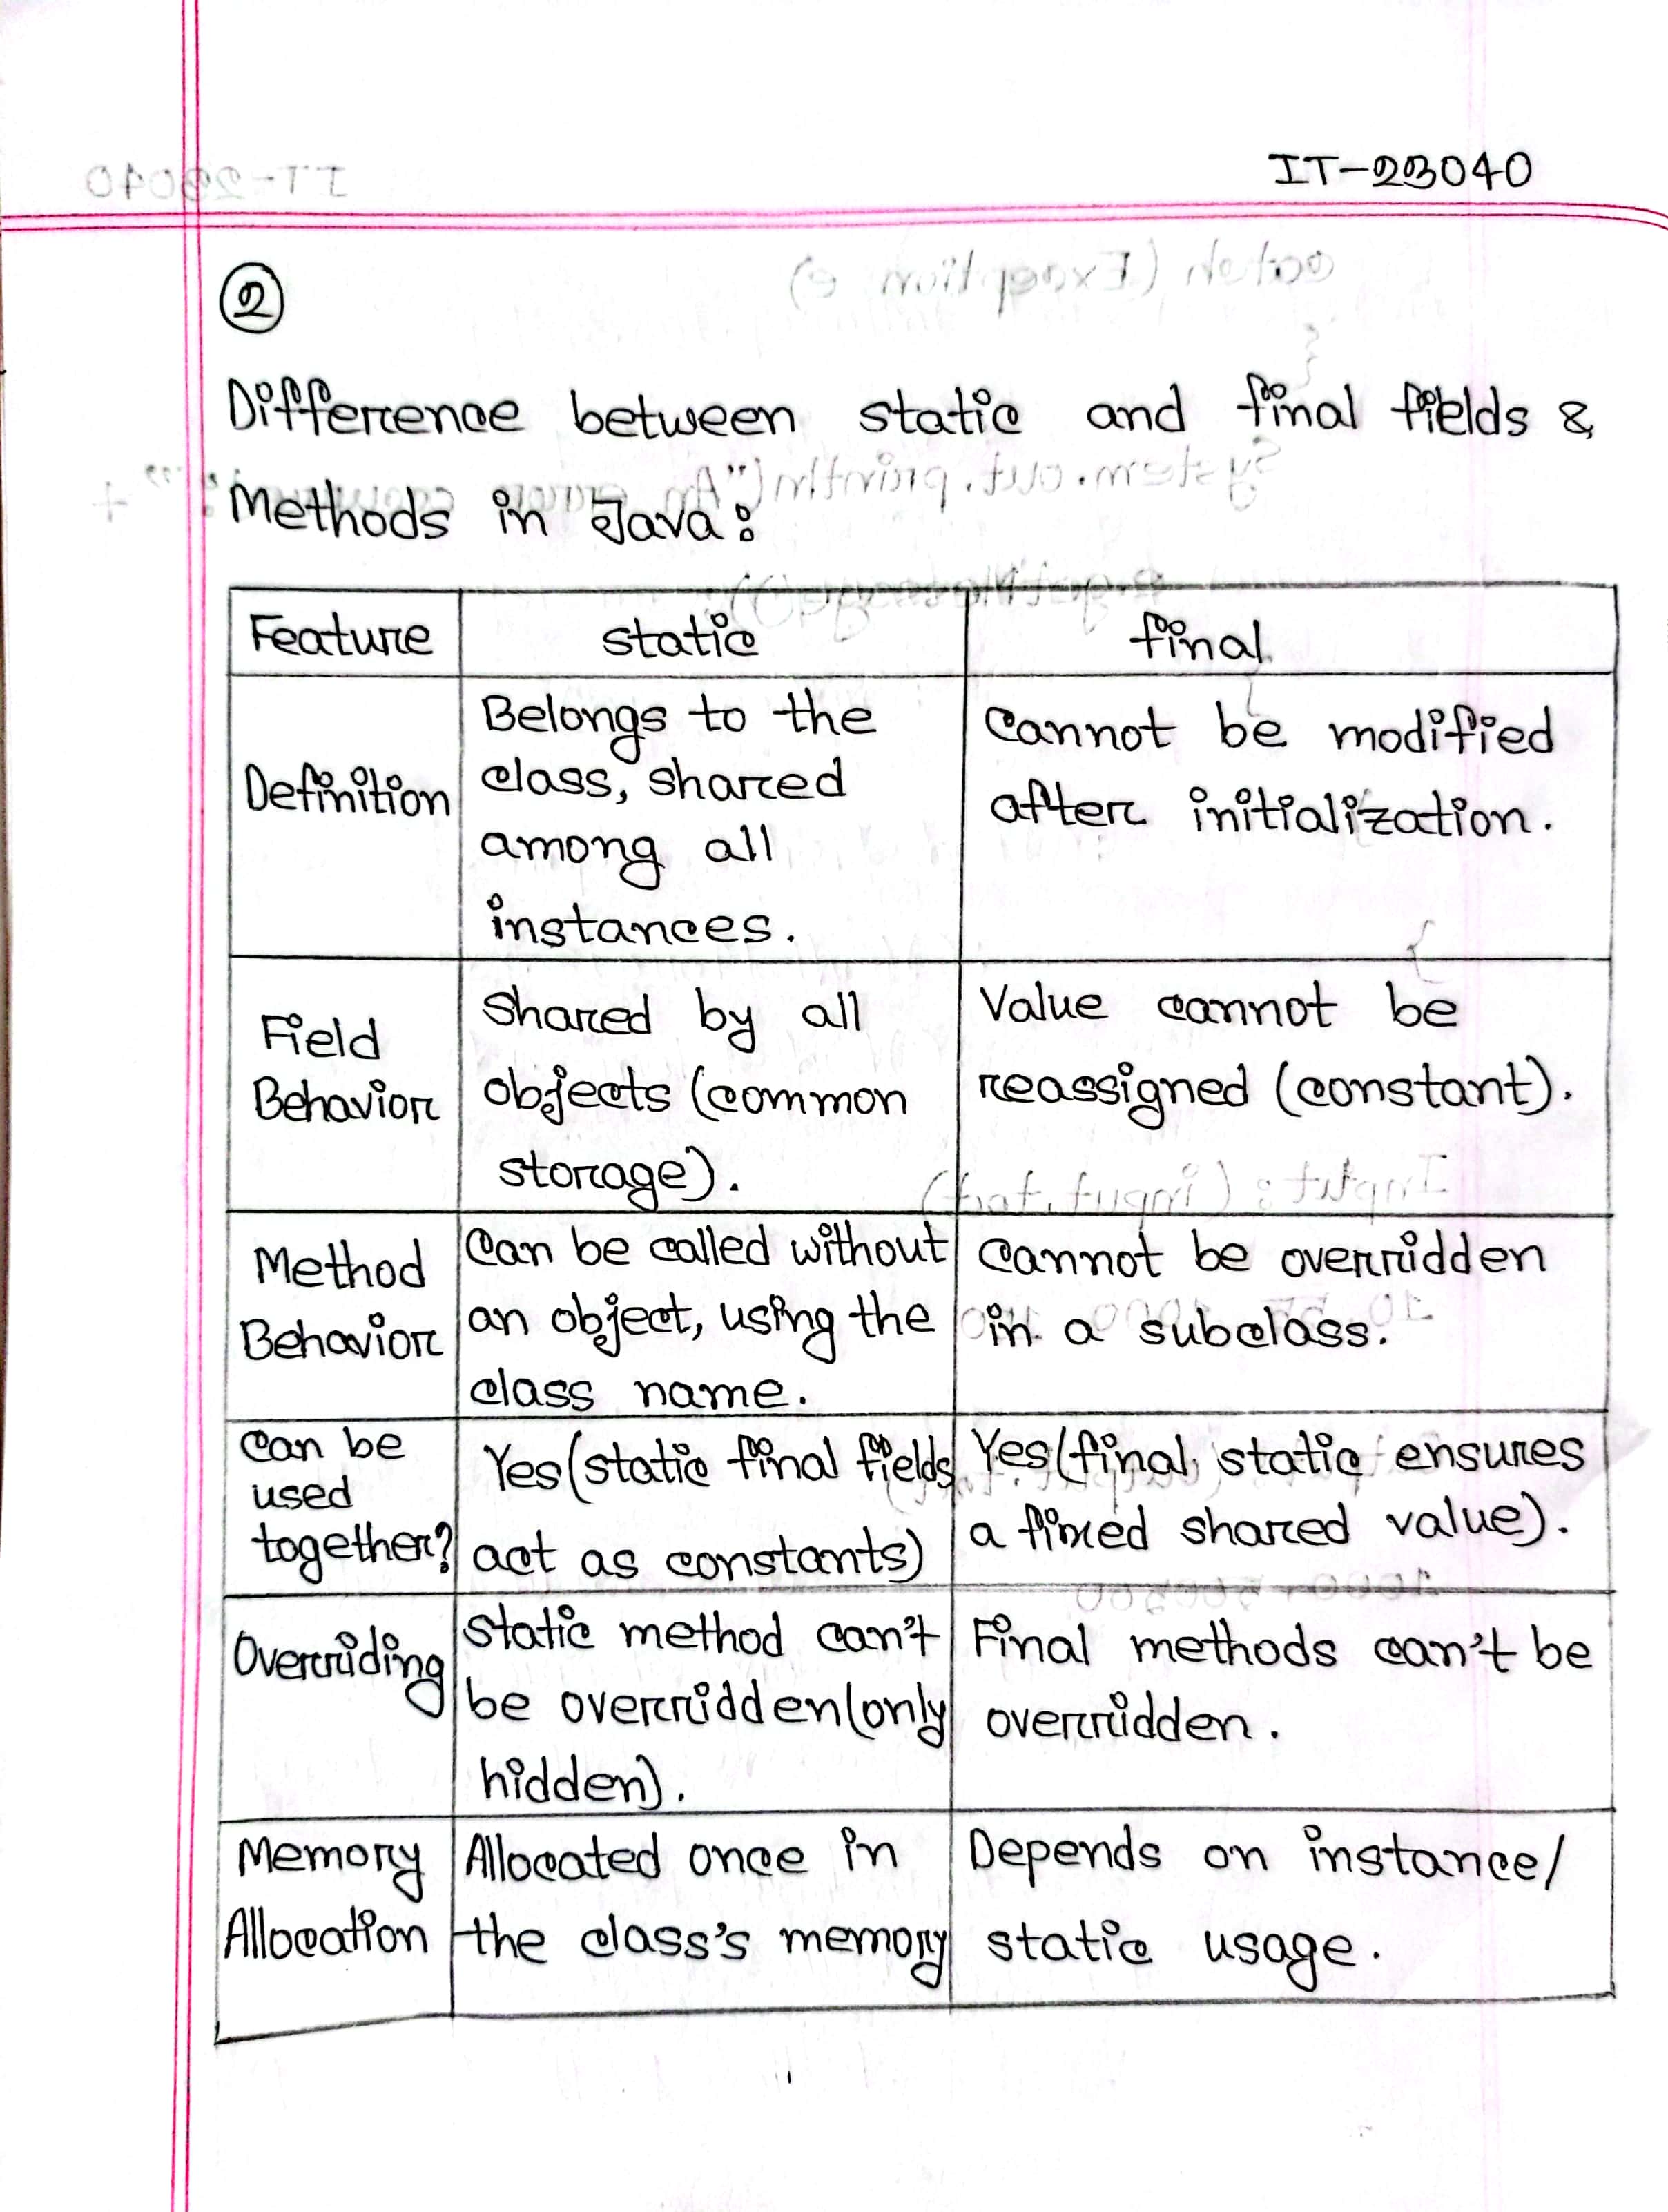 IT-23040
2
Difference between static and final fields &
Methods in Java:
Feature
static
final
Definition
Belongs to the
class, shared
among all
instances.
Cannot be modified
after initialization.
Field
Behavior
Shared by all
objects (common
storage).
Value cannot be
reassigned (constant).
Method
Behavior
Can be called without
an object, using the
class name.
Cannot be overridden
in a subclass.
Can be
used
together?
Yes (static final fields
act as constants)
Yes (final static ensures
a fixed shared value).
Overriding
Static method can't
be overridden (only
hidden).
Final methods can't be
overridden.
Memory
Allocation
Allocated once in
the class's memory
Depends on instance/
static usage.